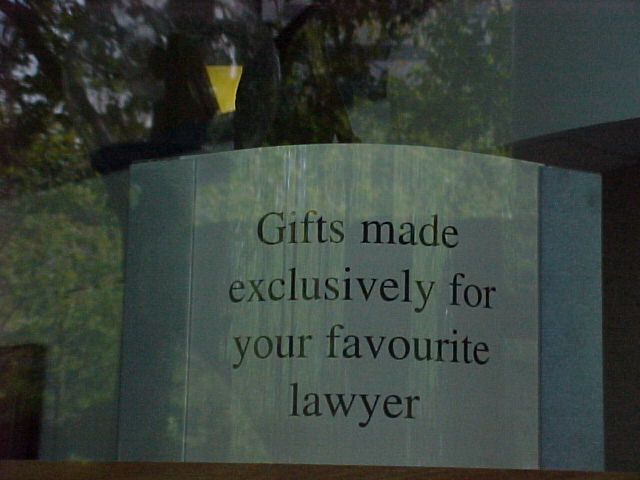 Gifts made
exclusively for
your favourite
lawyer